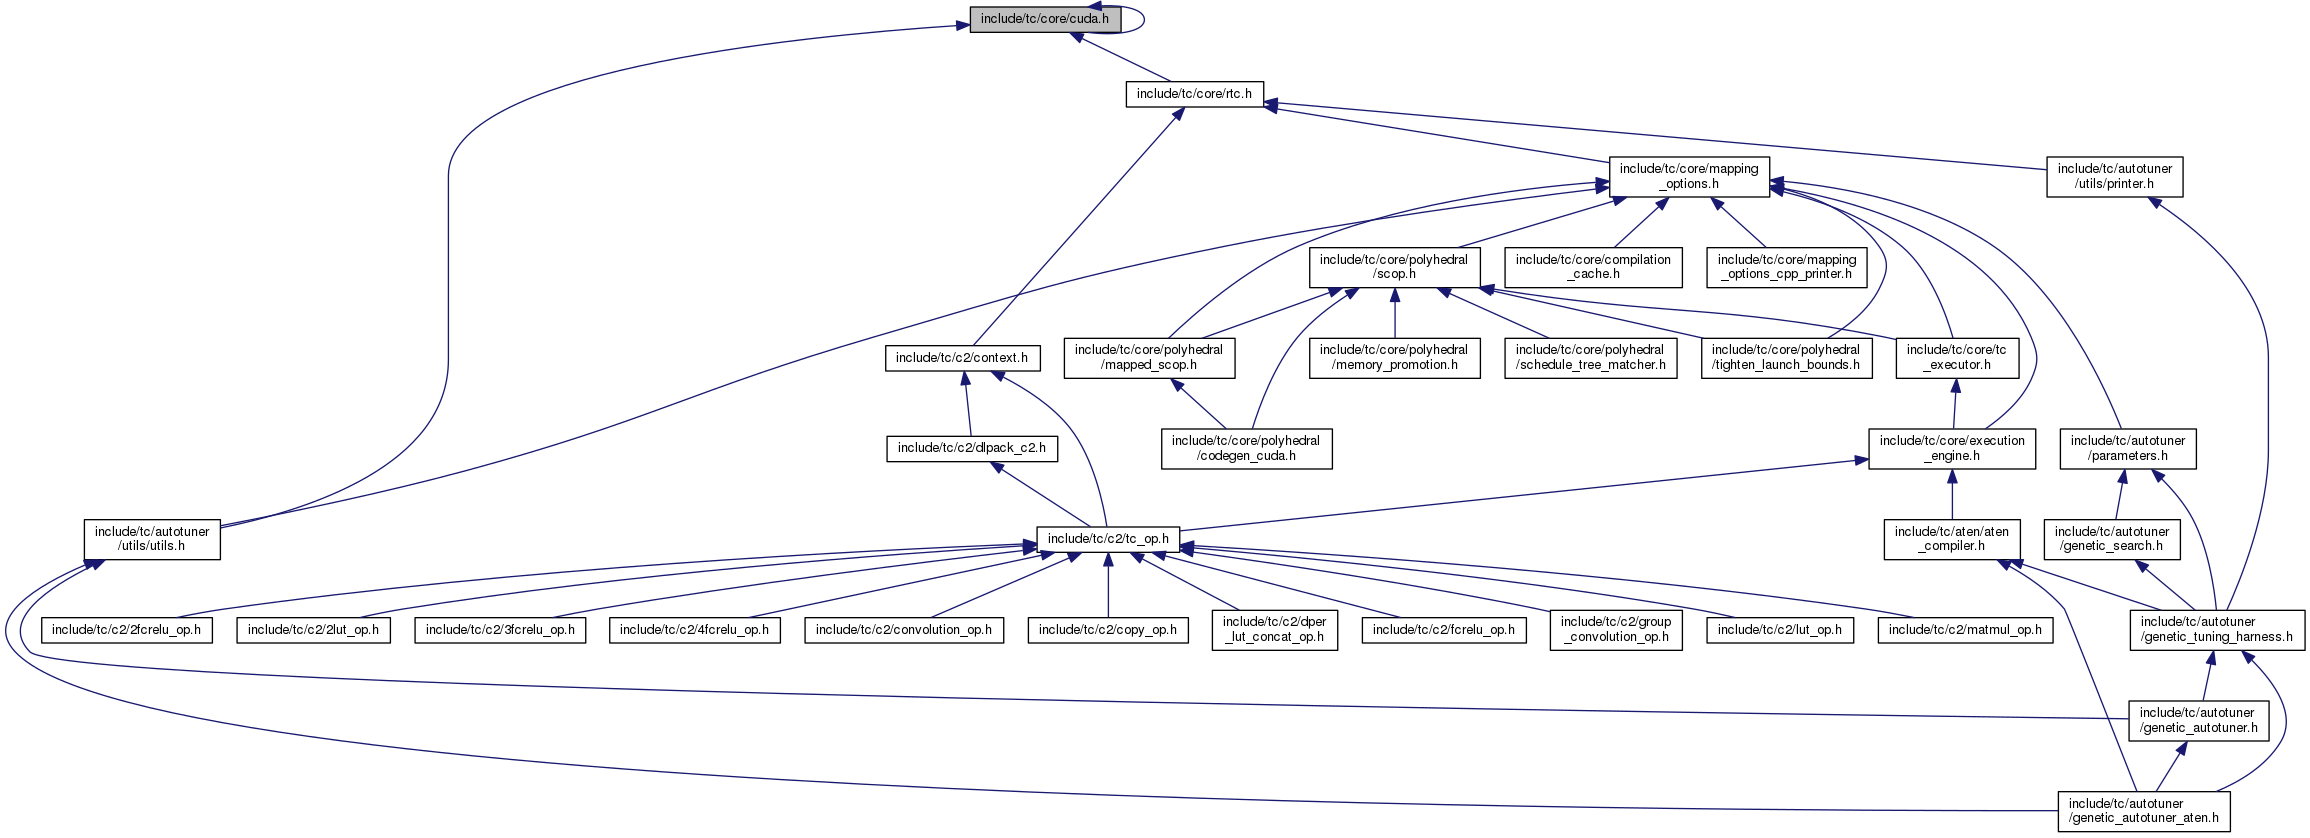 include/tc/core/cuda.h
include/tc/core/rtc.h
include/tc/core/mapping
_options.h
include/tc/autotuner
/utils/printer.h
include/tc/core/polyhedral
/scop.h
include/tc/core/compilation
_cache.h
include/tc/core/mapping
_options_cpp_printer.h
include/tc/c2/context.h
include/tc/core/polyhedral
/mapped_scop.h
include/tc/core/polyhedral
/memory_promotion.h
include/tc/core/polyhedral
/schedule_tree_matcher.h
include/tc/core/polyhedral
/tighten_launch_bounds.h
include/tc/core/tc
_executor.h
include/tc/c2/dlpack_c2.h
include/tc/core/polyhedral
/codegen_cuda.h
include/tc/core/execution
_engine.h
include/tc/autotuner
/parameters.h
include/tc/autotuner
/utils/utils.h
include/tc/c2/tc_op.h
include/tc/aten/aten
_compiler.h
include/tc/autotuner
/genetic_search.h
include/tc/c2/2fcrelu_op.h
include/tc/c2/2lut_op.h
include/tc/c2/3fcrelu_op.h
include/tc/c2/4fcrelu_op.h
include/tc/c2/convolution_op.h
include/tc/c2/copy_op.h
include/tc/c2/dper
_lut_concat_op.h
include/tc/c2/fcrelu_op.h
include/tc/c2/group
_convolution_op.h
include/tc/c2/lut_op.h
include/tc/c2/matmul_op.h
include/tc/autotuner
/genetic_tuning_harness.h
include/tc/autotuner
/genetic_autotuner.h
include/tc/autotuner
/genetic_autotuner_aten.h